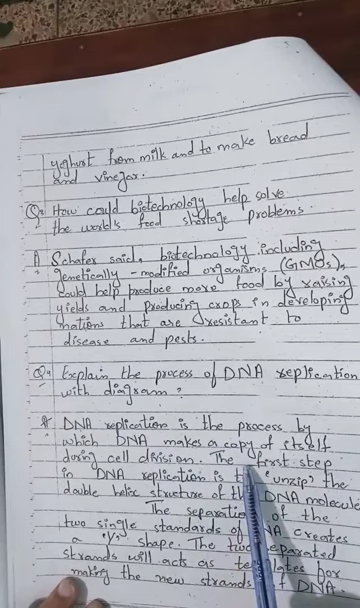 yoghurt from milk and to make bread
and vinejar.
Q: How could biotechnology help solve
the world's food shortage problems.
A Schafer said, biotechnology including
genetically-modified organisms (GMOs),
could help produce more food by raising
yields and producing crops in developing
nations that are resistant to
disease and pests.
Q: Explain the process of DNA replication
with diagram?
A DNA replication is the process by
which DNA makes a copy of itself
during cell division. The first step
in DNA replication is to 'unzip' the
double helix structure of the DNA molecule
The separation of the
two single standards of DNA creates
a 'Y' shape. The two separated
strands will acts as templates for
making the new strands of DNA.